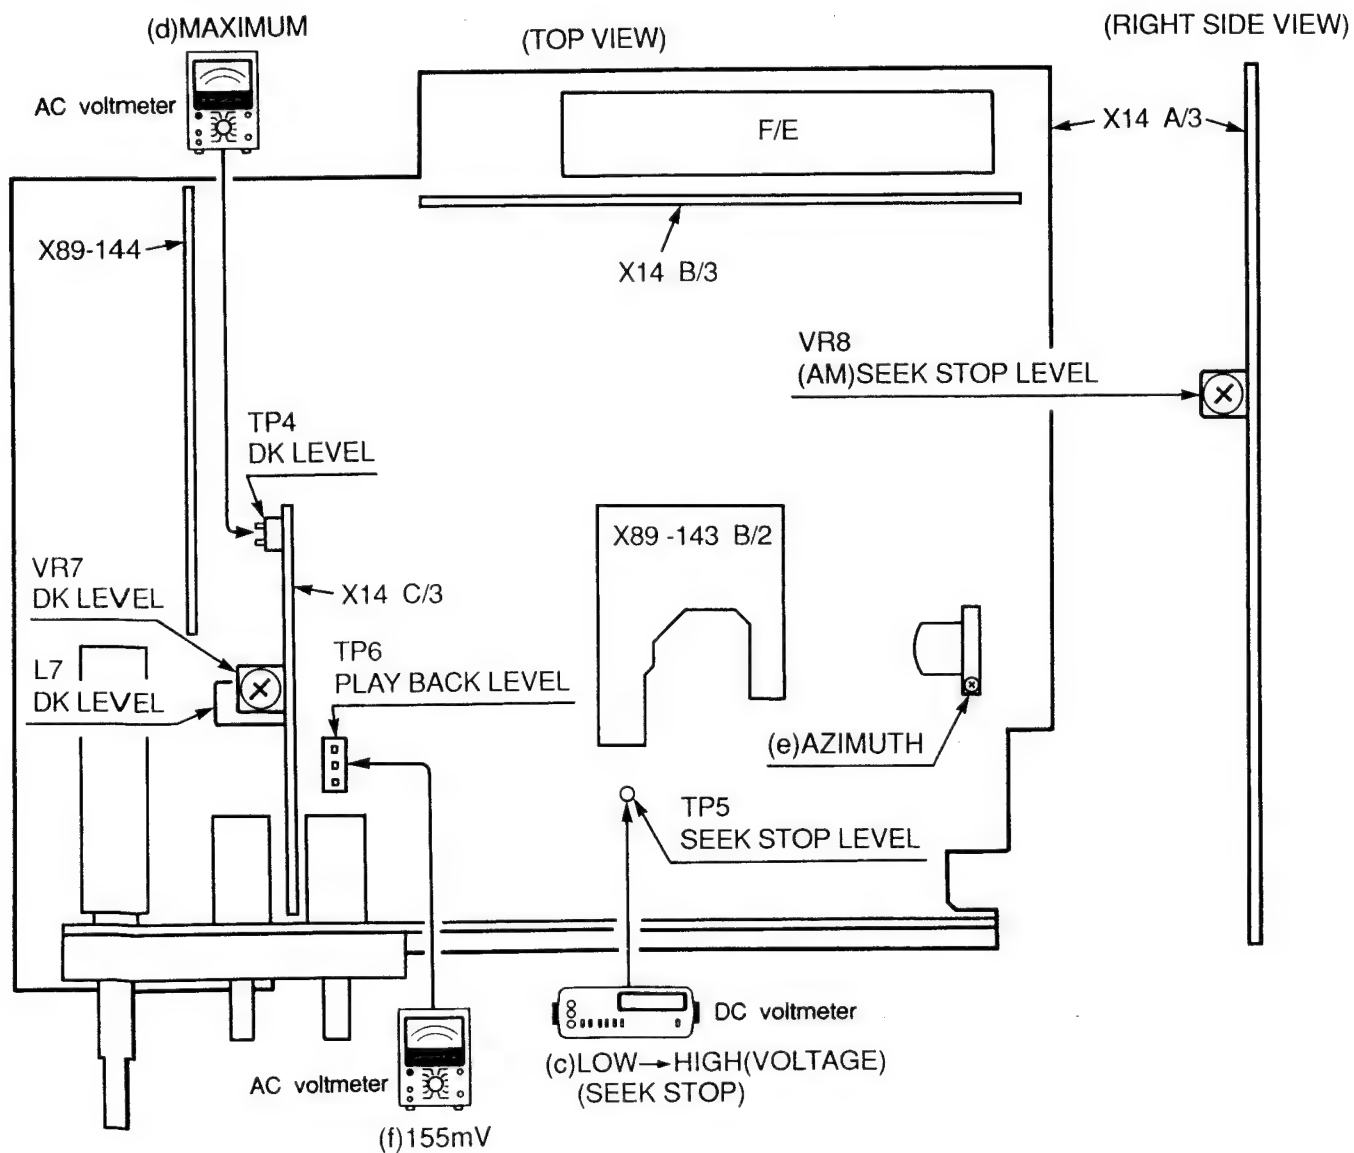 (d)MAXIMUM
(TOP VIEW)
(RIGHT SIDE VIEW)
AC voltmeter
F/E
X14 A/3
X89-144
X14 B/3
VR8
(AM)SEEK STOP LEVEL
TP4
DK LEVEL
X89-143 B/2
VR7
DK LEVEL
X14 C/3
TP6
PLAY BACK LEVEL
L7
DK LEVEL
(e)AZIMUTH
TP5
SEEK STOP LEVEL
DC voltmeter
(c)LOW→HIGH(VOLTAGE)
(SEEK STOP)
AC voltmeter
(f)155mV